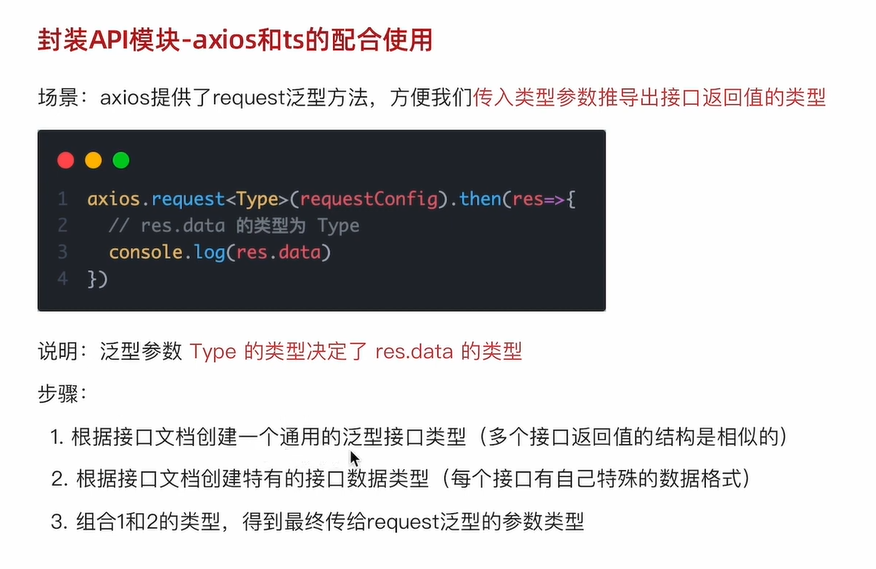 封装API模块-axios和ts的配合使用
场景：axios提供了request泛型方法，方便我们传入类型参数推导出接口返回值的类型
1 axios.request<Type>(requestConfig).then(res=>{
2 // res.data 的类型为 Type
3 console.log(res.data)
4 })
说明：泛型参数 Type 的类型决定了 res.data 的类型
步骤：
1. 根据接口文档创建一个通用的泛型接口类型（多个接口返回值的结构是相似的）
2. 根据接口文档创建特有的接口数据类型（每个接口有自己特殊的数据格式）
3. 组合1和2的类型，得到最终传给request泛型的参数类型